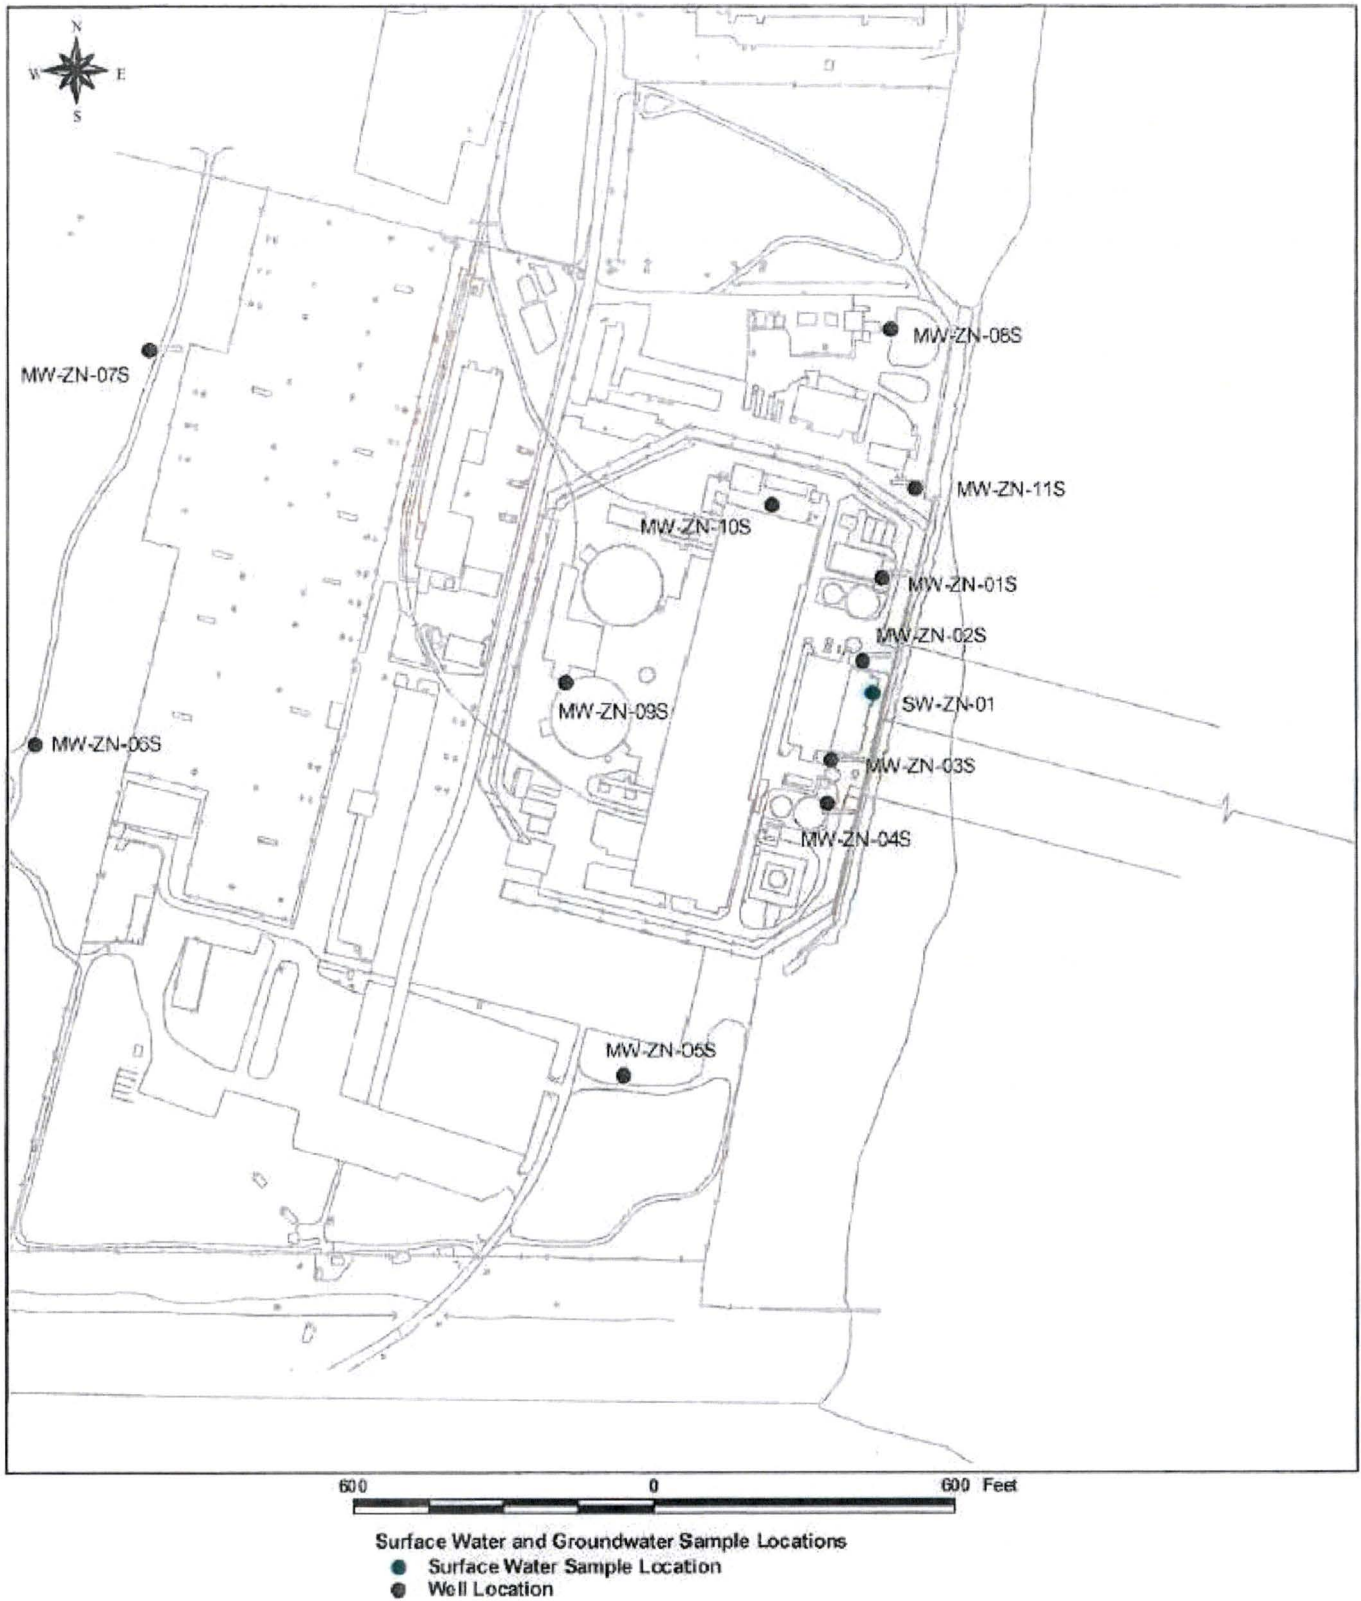 N
W E
S
MW-ZN-08S
MW-ZN-07S
MW-ZN-11S
MW-ZN-10S
MW-ZN-01S
MW-ZN-02S
SW-ZN-01
MW-ZN-09S
MW-ZN-06S
MW-ZN-03S
MW-ZN-04S
MW-ZN-05S
600 0 600 Feet
Surface Water and Groundwater Sample Locations
Surface Water Sample Location
Well Location